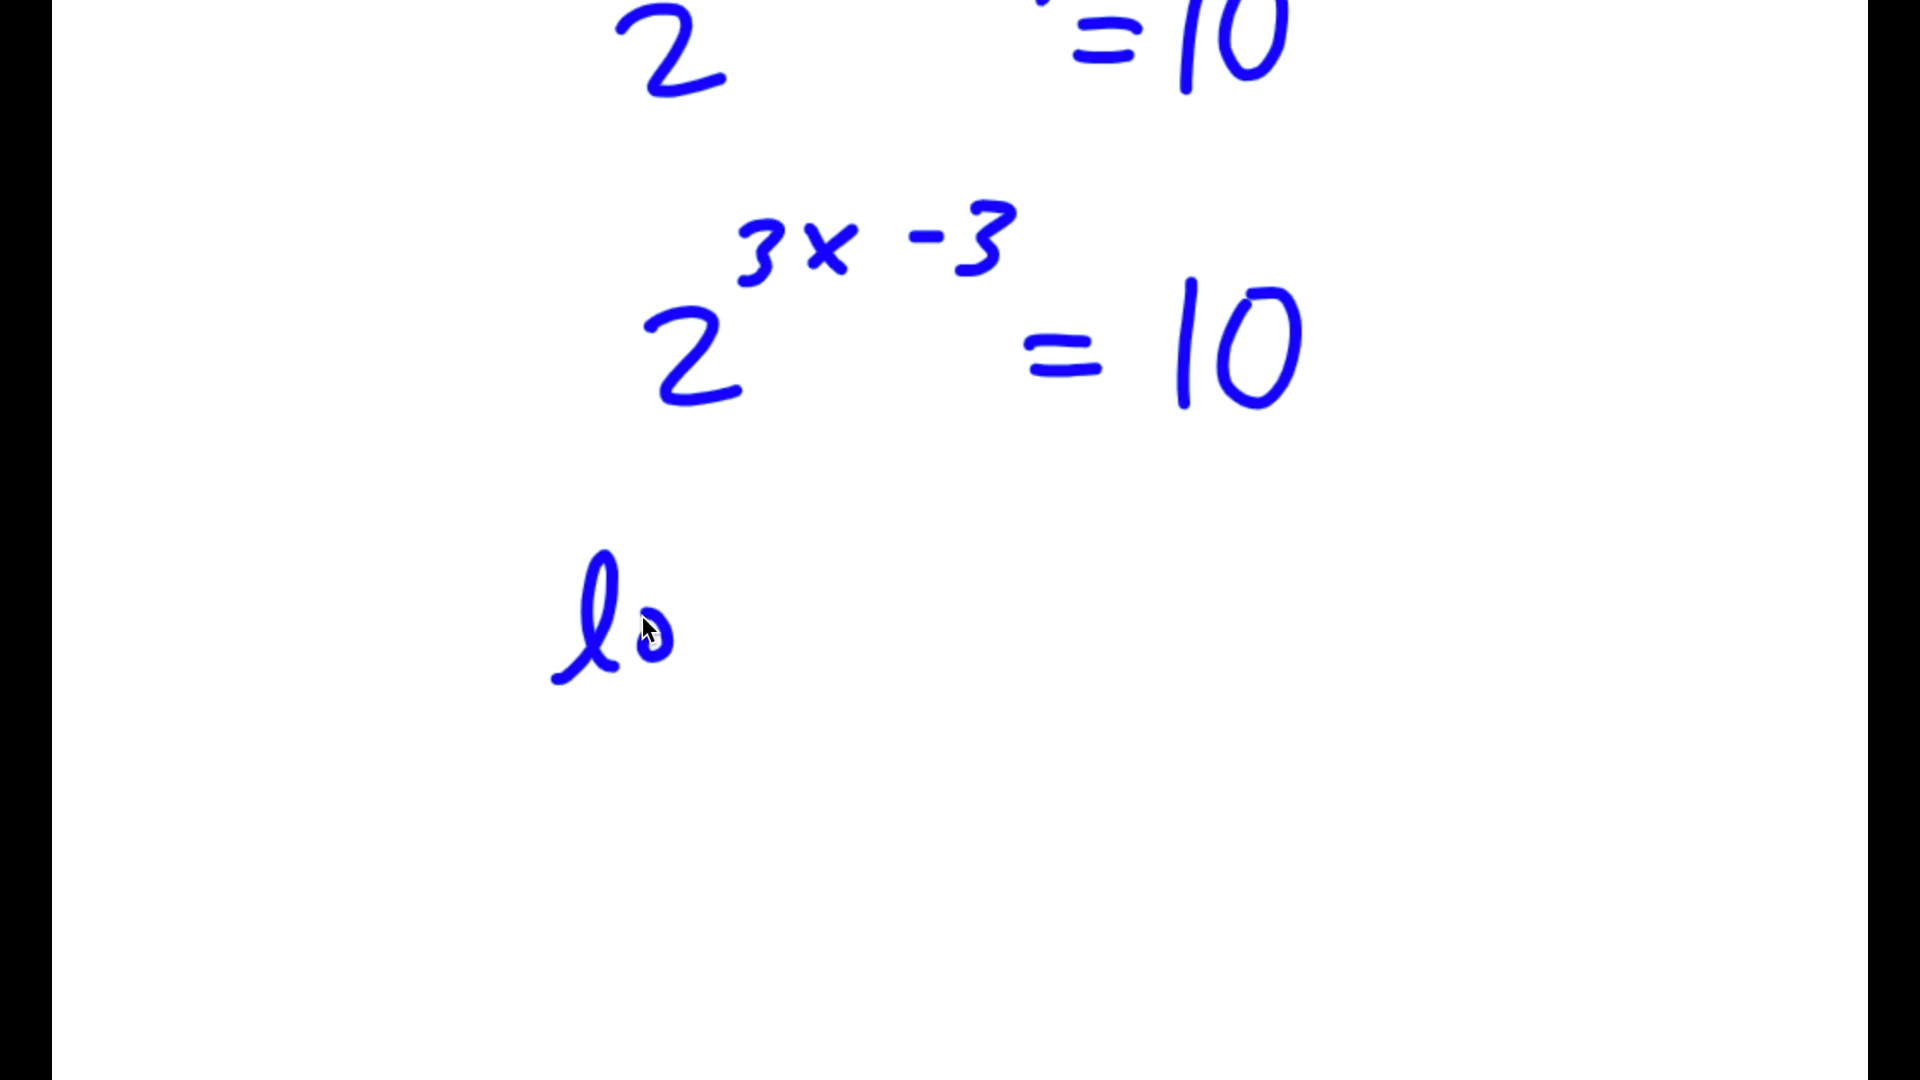 2 = 10
2^{3x - 3} = 10
lo